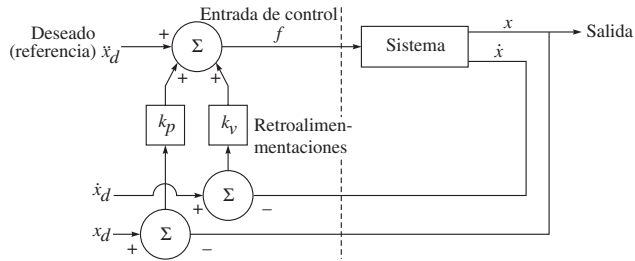 Entrada de control
Deseado
(referencia) ẍd
+
Σ
f
Sistema
x
ẋ
Salida
+
+
kp
kv
Retroalimen-
mentaciones
ẋd
+
Σ
–
xd
+
Σ
–